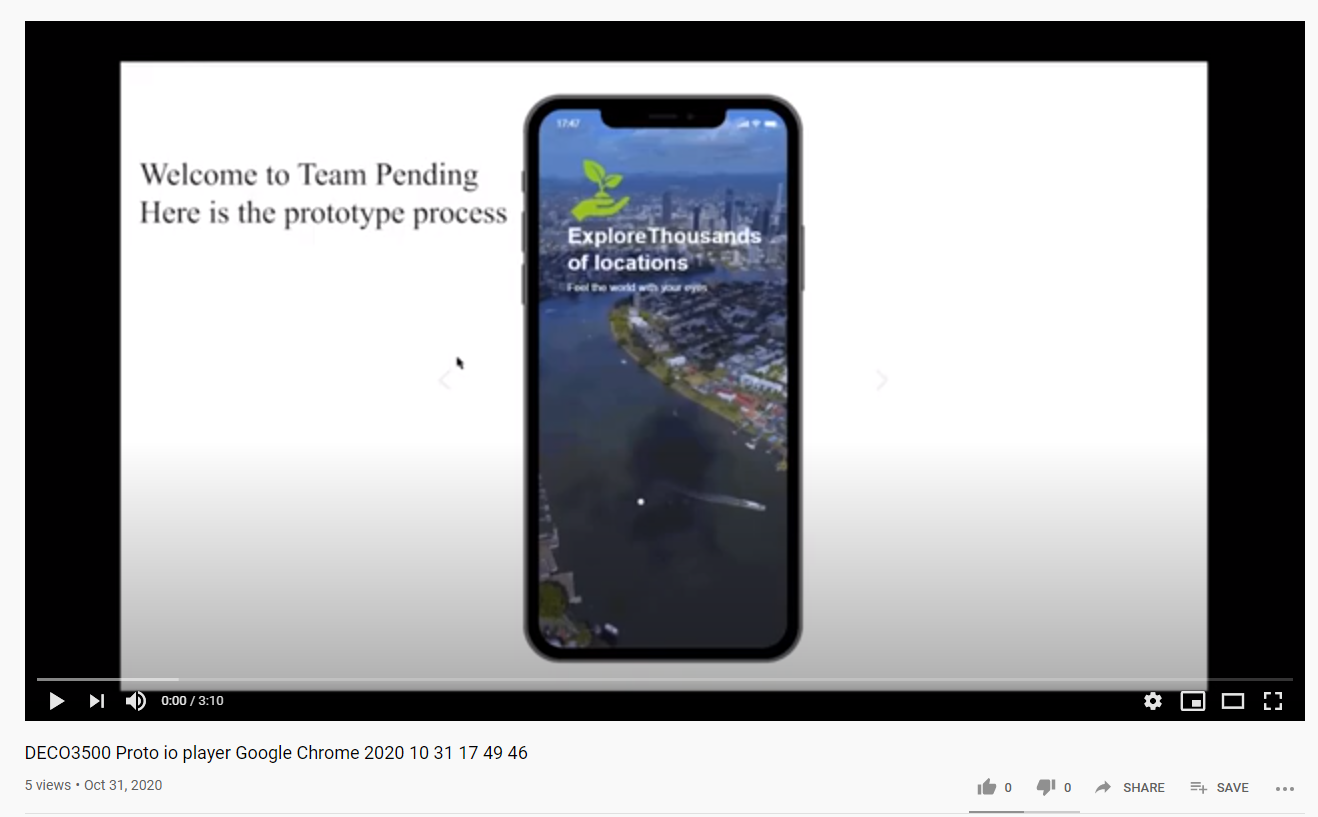 Welcome to Team Pending
Here is the prototype process
17:47
ExploreThousands
of locations
Feel the world with your eyes
0:00 / 3:10
DECO3500 Proto io player Google Chrome 2020 10 31 17 49 46
5 views • Oct 31, 2020
0
0
SHARE
SAVE